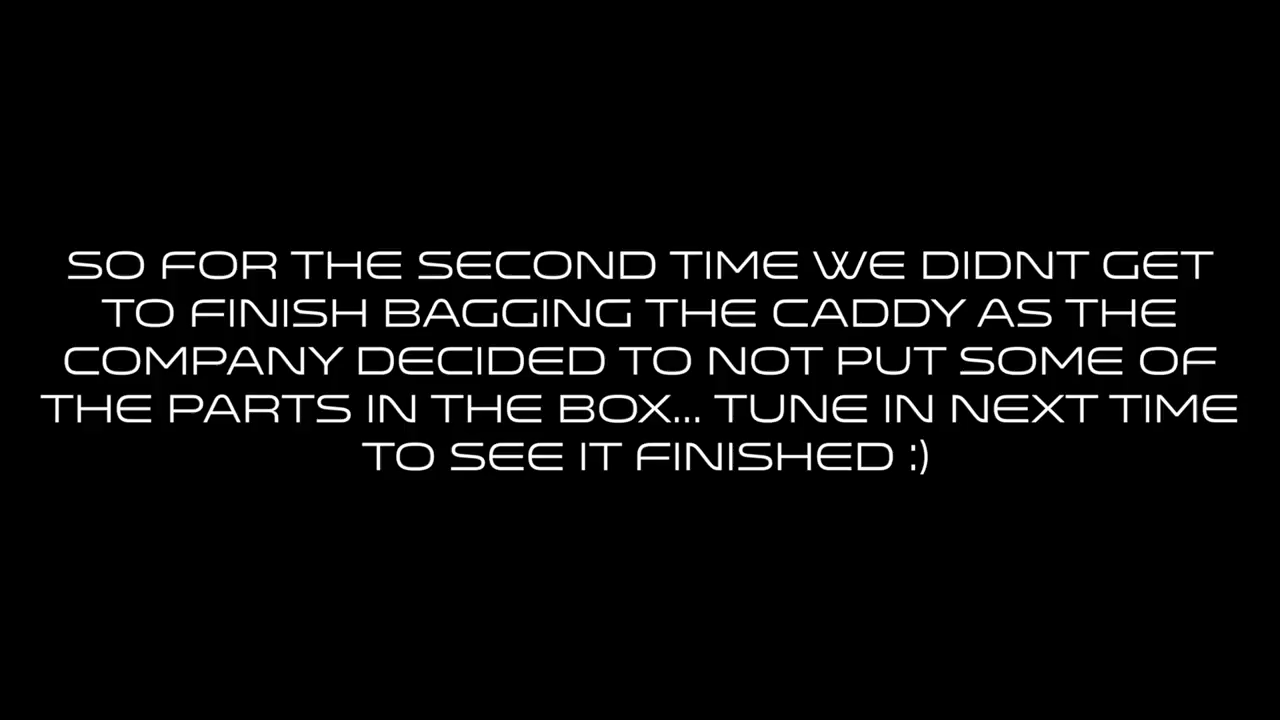 SO FOR THE SECOND TIME WE DIDNT GET
TO FINISH BAGGING THE CADDY AS THE
COMPANY DECIDED TO NOT PUT SOME OF
THE PARTS IN THE BOX... TUNE IN NEXT TIME
TO SEE IT FINISHED :)